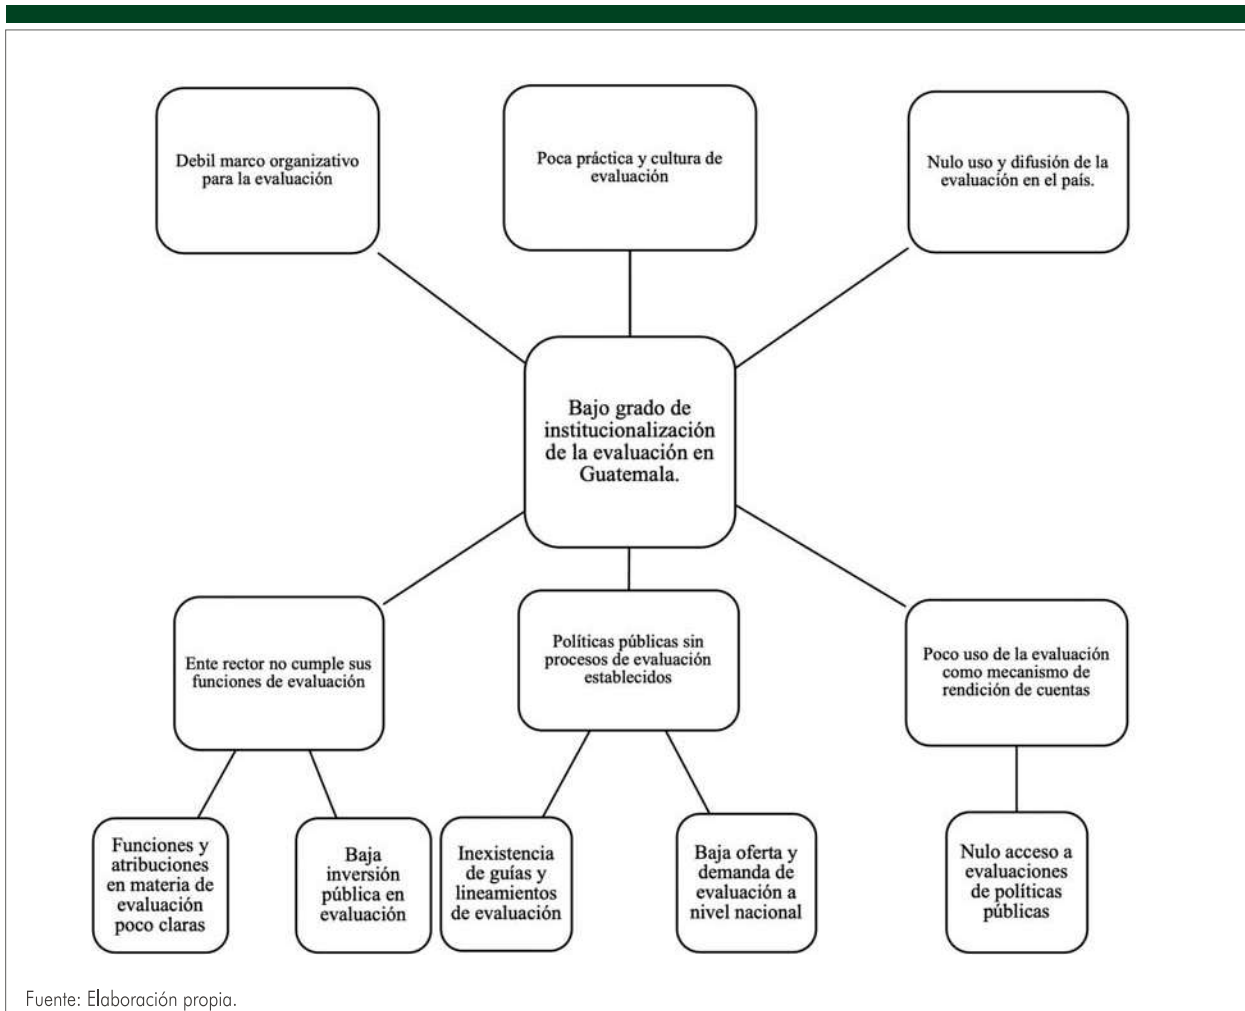 Debil marco organizativo
para la evaluación
Poca práctica y cultura de
evaluación
Nulo uso y difusión de la
evaluación en el país.
Bajo grado de
institucionalización
de la evaluación en
Guatemala.
Ente rector no cumple sus
funciones de evaluación
Políticas públicas sin
procesos de evaluación
establecidos
Poco uso de la evaluación
como mecanismo de
rendición de cuentas
Funciones y
atribuciones
en materia de
evaluación
poco claras
Baja
inversión
pública en
evaluación
Inexistencia
de guías y
lineamientos
de evaluación
Baja oferta y
demanda de
evaluación a
nivel nacional
Nulo acceso a
evaluaciones
de políticas
públicas
Fuente: Elaboración propia.